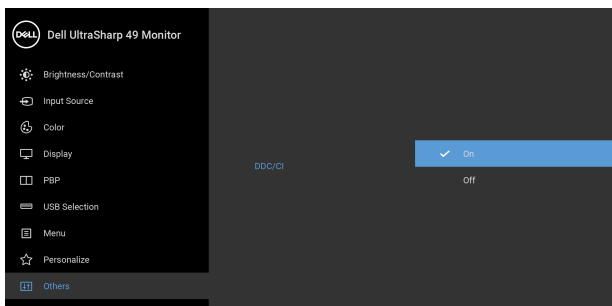 DELL
Dell UltraSharp 49 Monitor
Brightness/Contrast
Input Source
Color
Display
PBP
USB Selection
Menu
Personalize
Others
DDC/CI
On
Off